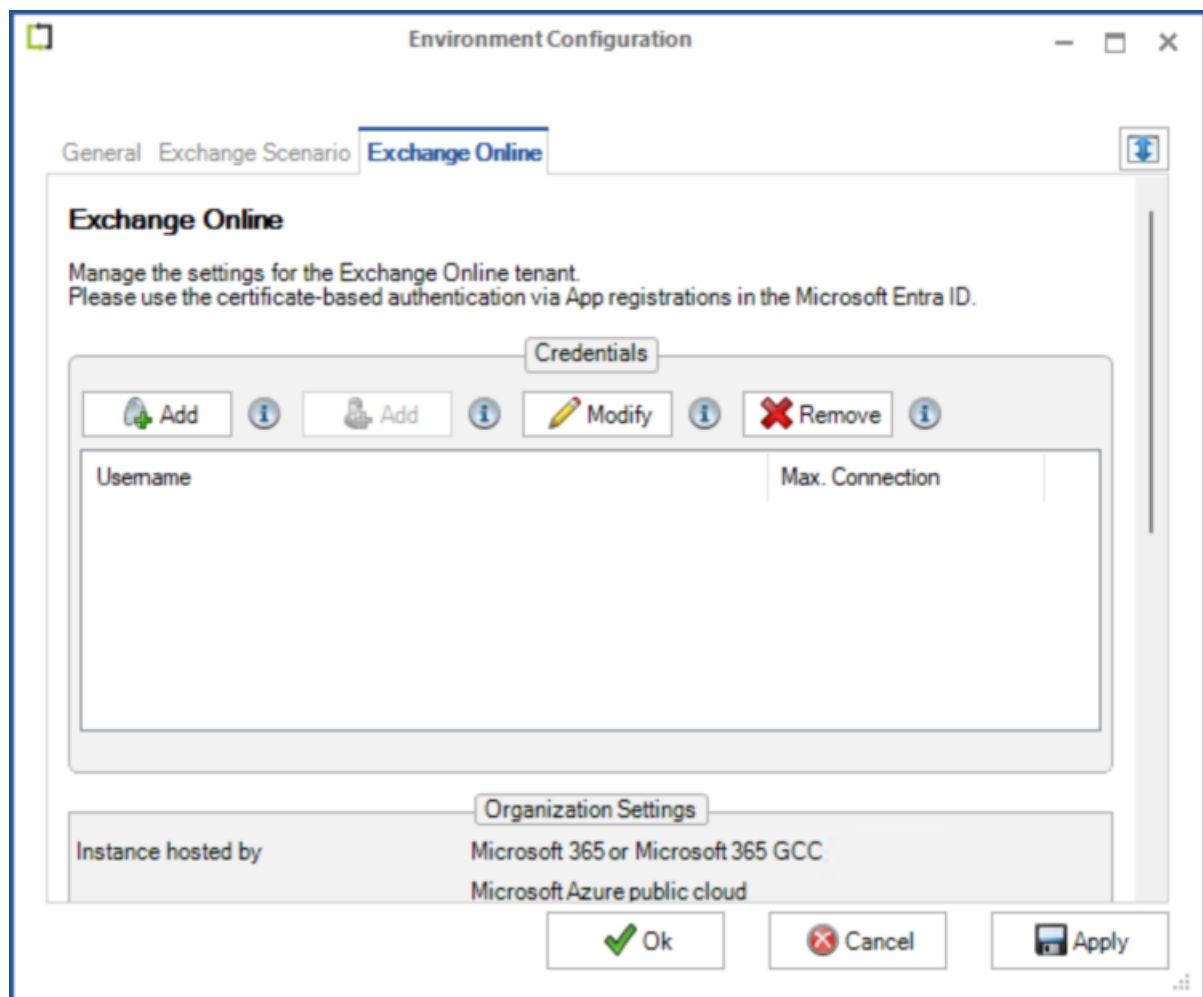 Environment Configuration
General Exchange Scenario Exchange Online
Exchange Online
Manage the settings for the Exchange Online tenant.
Please use the certificate-based authentication via App registrations in the Microsoft Entra ID.
Credentials
Add Add Modify Remove
Username Max. Connection
Organization Settings
Instance hosted by Microsoft 365 or Microsoft 365 GCC
Microsoft Azure public cloud
Ok Cancel Apply